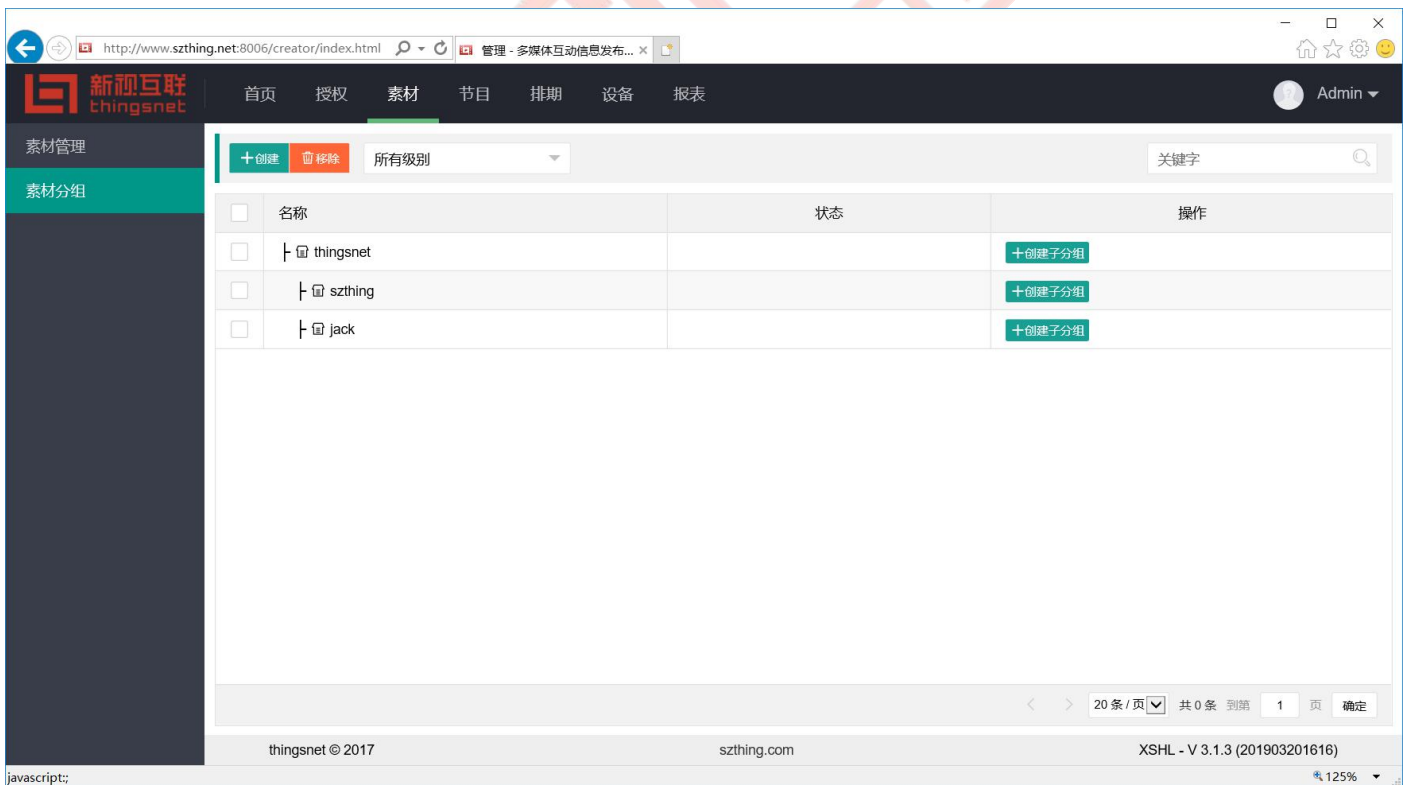 http://www.szthing.net:8006/creator/index.html 管理 - 多媒体互动信息发布...
新视互联
thingsnet
首页 授权 素材 节目 排期 设备 报表 Admin
素材管理
素材分组
创建 移除 所有级别 关键字
名称 状态 操作
thingsnet 创建子分组
szthing 创建子分组
jack 创建子分组
20 条 / 页 共 0 条 到第 1 页 确定
thingsnet © 2017 szthing.com XSHL - V 3.1.3 (201903201616)
javascript:; 125%